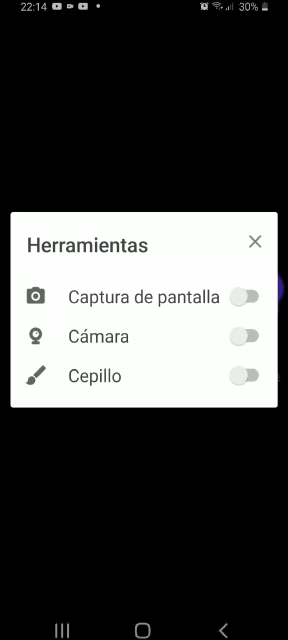 22:14
30%
Herramientas
Captura de pantalla
Cámara
Cepillo